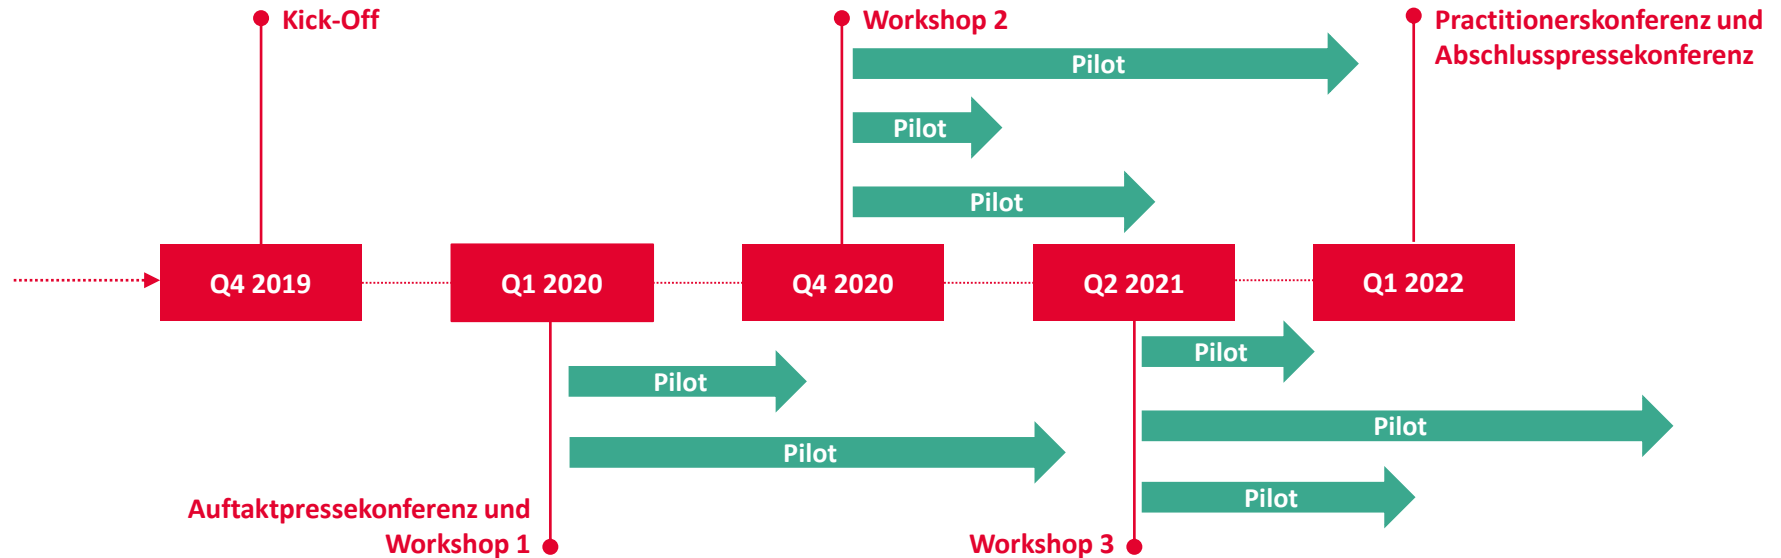 Kick-Off
Workshop 2
Practitionerskonferenz und
Abschlusspressekonferenz
Pilot
Pilot
Pilot
Q4 2019
Q1 2020
Q4 2020
Q2 2021
Q1 2022
Pilot
Pilot
Pilot
Pilot
Pilot
Auftaktpressekonferenz und
Workshop 1
Workshop 3